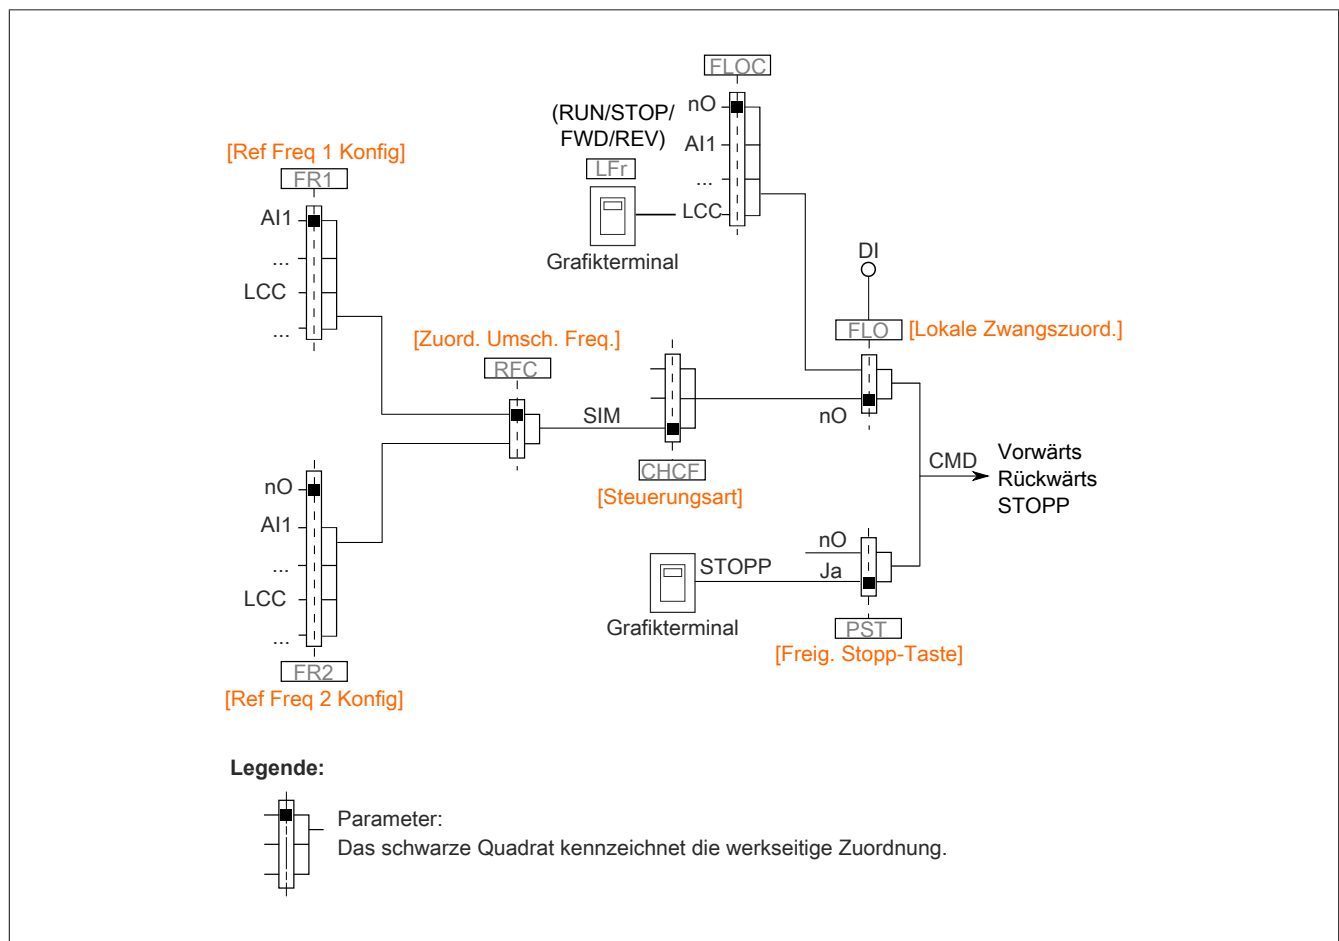 FLOC
nO
(RUN/STOP/
FWD/REV)
AI1
LFr
...
LCC
Grafikterminal
[Ref Freq 1 Konfig]
FR1
AI1
...
LCC
...
DI
FLO
[Lokale Zwangszuord.]
[Zuord. Umsch. Freq.]
RFC
SIM
nO
CHCF
[Steuerungsart]
CMD
Vorwärts
Rückwärts
STOPP
nO
AI1
...
LCC
...
FR2
[Ref Freq 2 Konfig]
nO
STOPP
Ja
Grafikterminal
PST
[Freig. Stopp-Taste]
Legende:
Parameter:
Das schwarze Quadrat kennzeichnet die werkseitige Zuordnung.